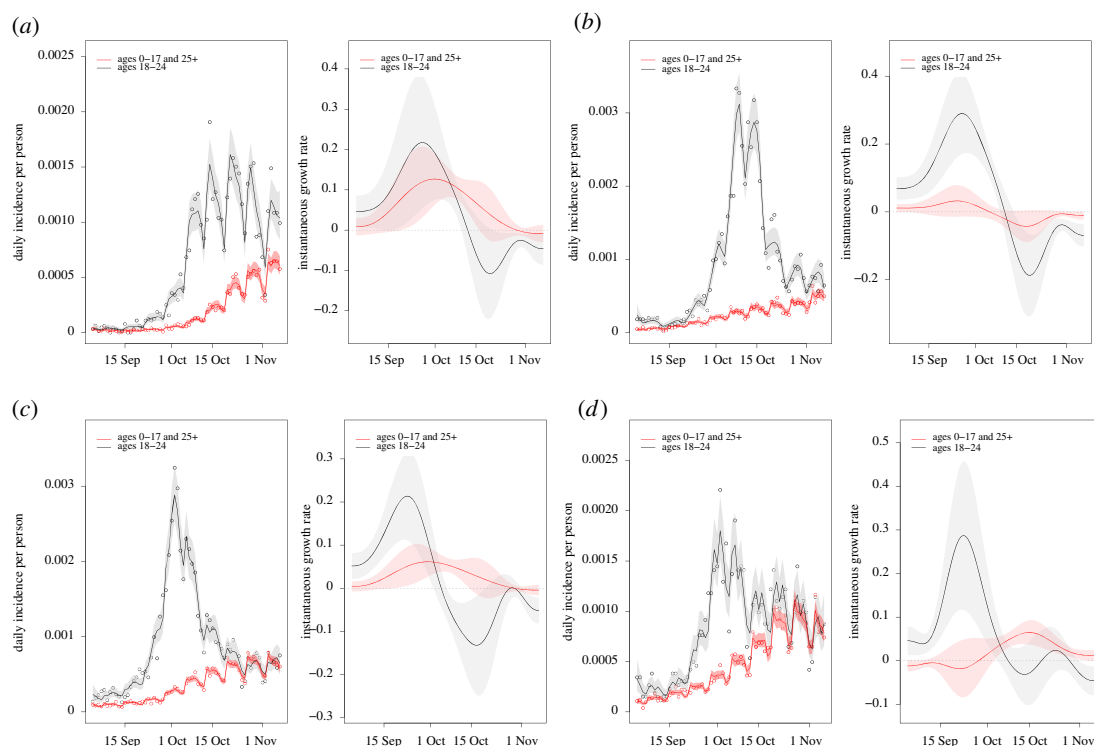 (a)
daily incidence per person
0.0025
0.0020
0.0015
0.0010
0.0005
0
ages 0–17 and 25+
ages 18–24
15 Sep 1 Oct 15 Oct 1 Nov
instantaneous growth rate
0.4
0.3
0.2
0.1
0
−0.1
−0.2
ages 0–17 and 25+
ages 18–24
15 Sep 1 Oct 15 Oct 1 Nov
(b)
daily incidence per person
0.003
0.002
0.001
0
ages 0–17 and 25+
ages 18–24
15 Sep 1 Oct 15 Oct 1 Nov
instantaneous growth rate
0.4
0.2
0
−0.2
ages 0–17 and 25+
ages 18–24
15 Sep 1 Oct 15 Oct 1 Nov
(c)
daily incidence per person
0.003
0.002
0.001
0
ages 0–17 and 25+
ages 18–24
15 Sep 1 Oct 15 Oct 1 Nov
instantaneous growth rate
0.3
0.2
0.1
0
−0.1
−0.2
−0.3
ages 0–17 and 25+
ages 18–24
15 Sep 1 Oct 15 Oct 1 Nov
(d)
daily incidence per person
0.0025
0.0020
0.0015
0.0010
0.0005
0
ages 0–17 and 25+
ages 18–24
15 Sep 1 Oct 15 Oct 1 Nov
instantaneous growth rate
0.5
0.4
0.3
0.2
0.1
0
−0.1
ages 0–17 and 25+
ages 18–24
15 Sep 1 Oct 15 Oct 1 Nov